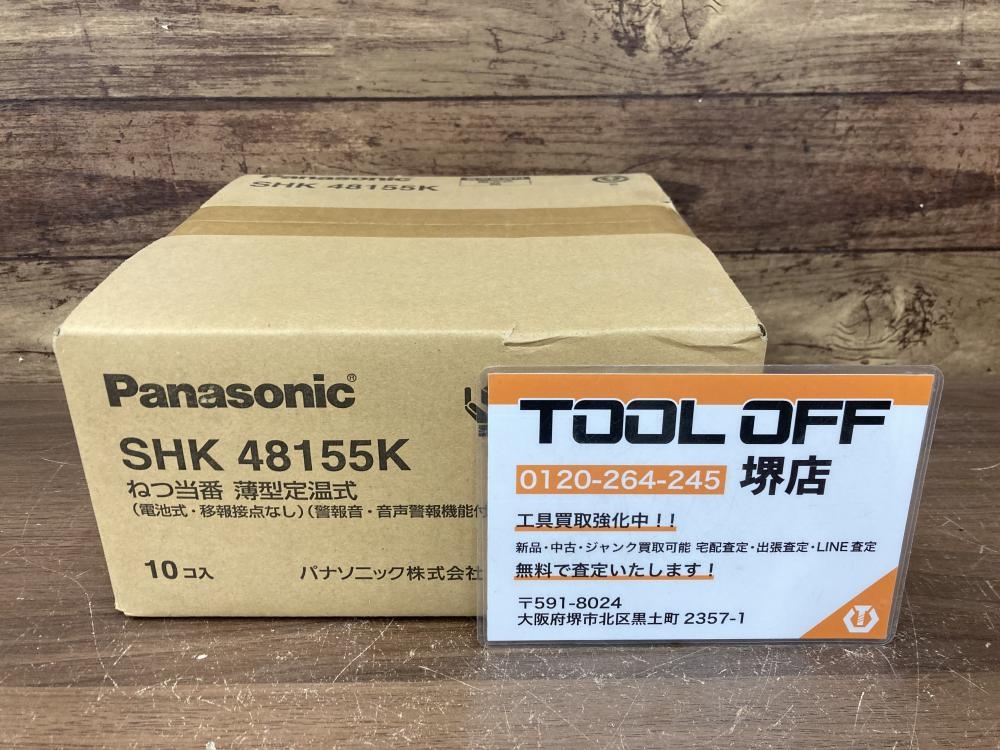 Panasonic
SHK 48155K
Panasonic®
SHK 48155K
ねつ当番 薄型定温式
（電池式・移報接点なし）（警報音・音声警報機能付
10コ入
パナソニック株式会社
TOOL OFF
0120-264-245 堺店
工具買取強化中！！
新品・中古・ジャンク買取可能 宅配査定・出張査定・LINE査定
無料で査定いたします！
〒591-8024
大阪府堺市北区黒土町 2357-1